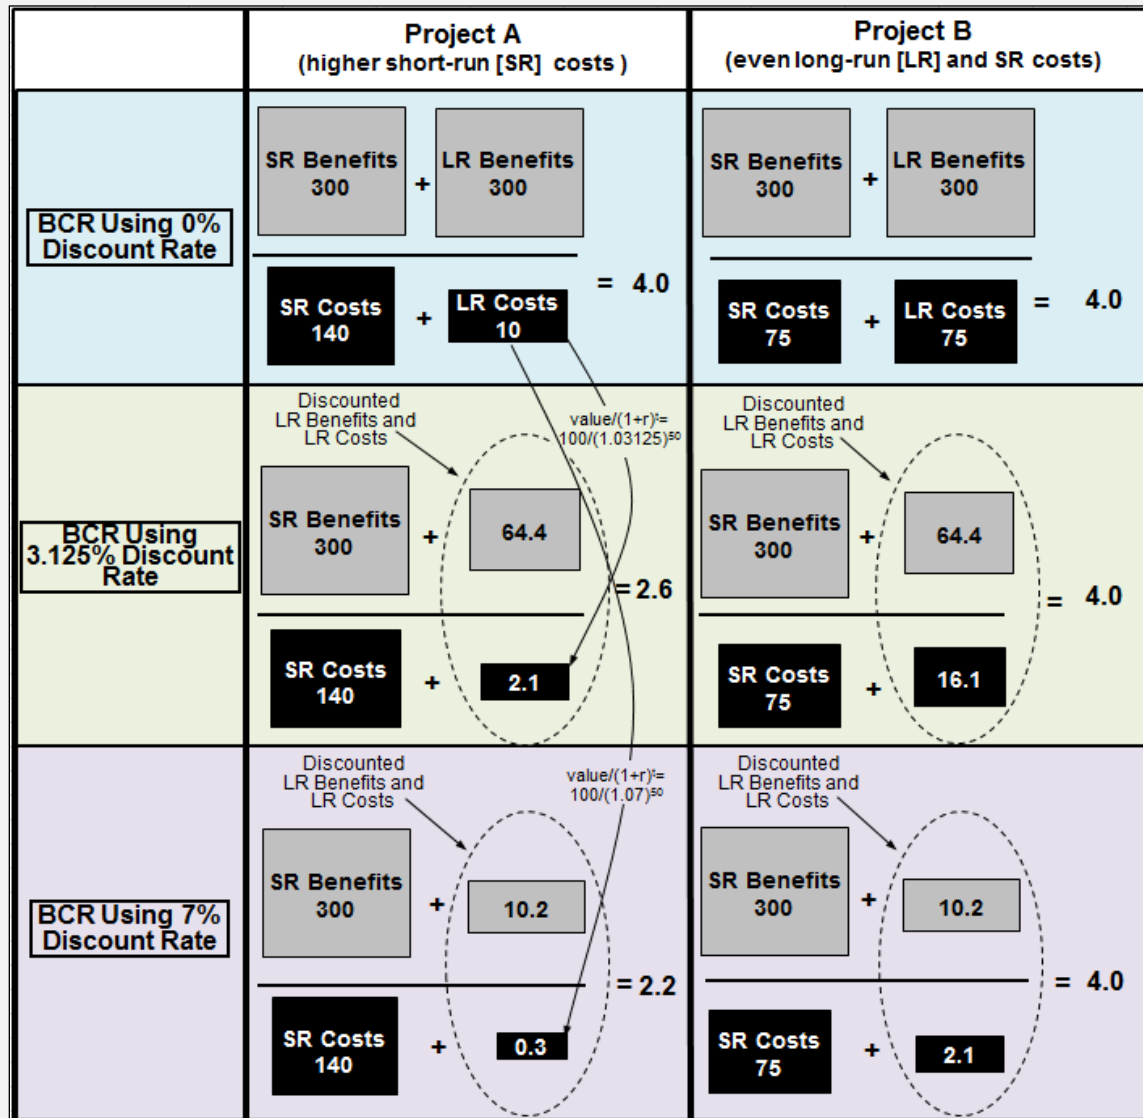 Project A
(higher short-run [SR] costs )
Project B
(even long-run [LR] and SR costs)
BCR Using 0%
Discount Rate
SR Benefits
300
+
LR Benefits
300
SR Costs
140
+
LR Costs
10
= 4.0
SR Benefits
300
+
LR Benefits
300
SR Costs
75
+
LR Costs
75
= 4.0
BCR Using
3.125% Discount
Rate
Discounted
LR Benefits and
LR Costs
value/(1+r)ᵗ=
100/(1.03125)⁵⁰
SR Benefits
300
+
64.4
SR Costs
140
+
2.1
= 2.6
Discounted
LR Benefits and
LR Costs
SR Benefits
300
+
64.4
SR Costs
75
+
16.1
= 4.0
BCR Using 7%
Discount Rate
Discounted
LR Benefits and
LR Costs
value/(1+r)ᵗ=
100/(1.07)⁵⁰
SR Benefits
300
+
10.2
SR Costs
140
+
0.3
= 2.2
Discounted
LR Benefits and
LR Costs
SR Benefits
300
+
10.2
SR Costs
75
+
2.1
= 4.0